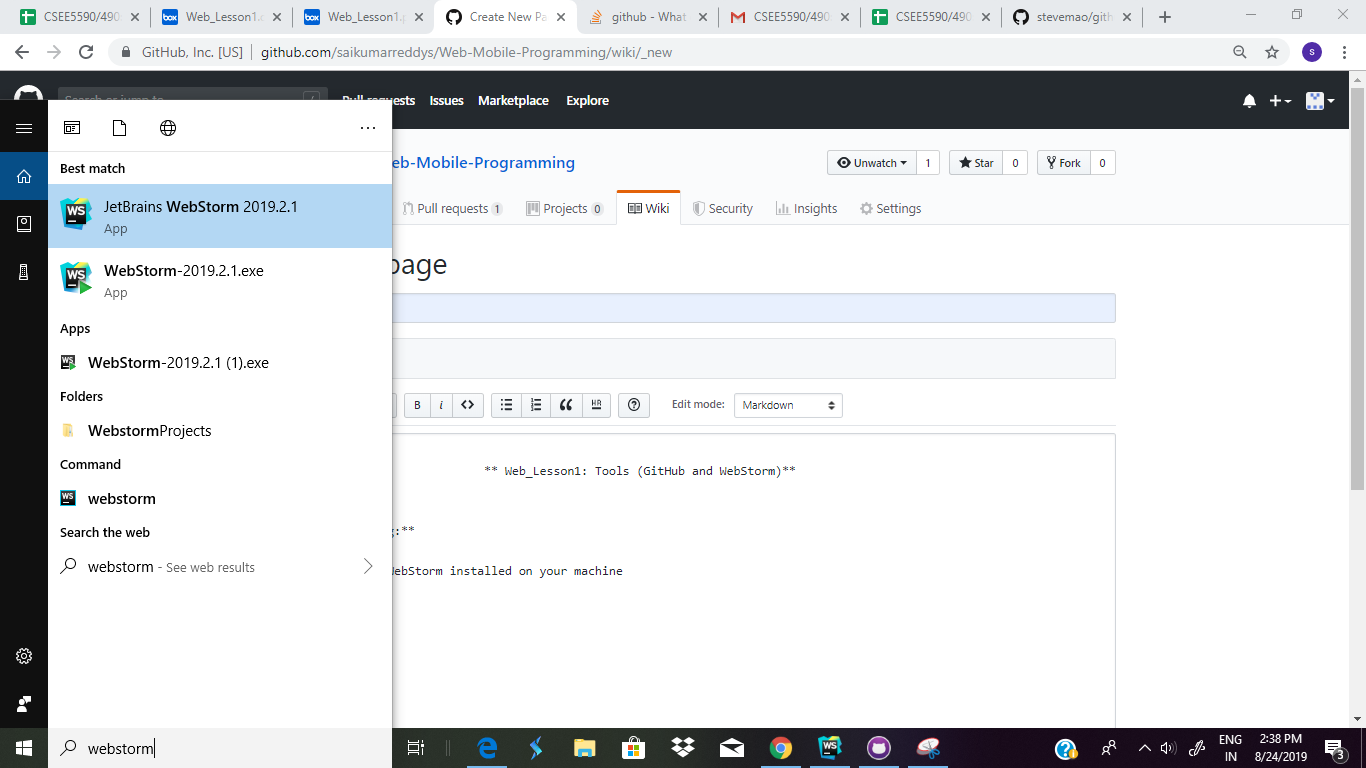 CSEE5590/490
Web_Lesson1.
Web_Lesson1.
Create New Pa
github - What
CSEE5590/490
CSEE5590/490
stevemao/gith
GitHub, Inc. [US]
github.com/saikumarreddys/Web-Mobile-Programming/wiki/_new
s
Pull requests
Issues
Marketplace
Explore
eb-Mobile-Programming
Unwatch
1
Star
0
Fork
0
Pull requests 1
Projects 0
Wiki
Security
Insights
Settings
page
B
i
Edit mode:
Markdown
** Web_Lesson1: Tools (GitHub and WebStorm)**
:**
WebStorm installed on your machine
Best match
WS
JetBrains WebStorm 2019.2.1
App
WS
WebStorm-2019.2.1.exe
App
Apps
WebStorm-2019.2.1 (1).exe
Folders
WebstormProjects
Command
WS
webstorm
Search the web
webstorm - See web results
webstorm
WS
ENG
IN
2:38 PM
8/24/2019
3